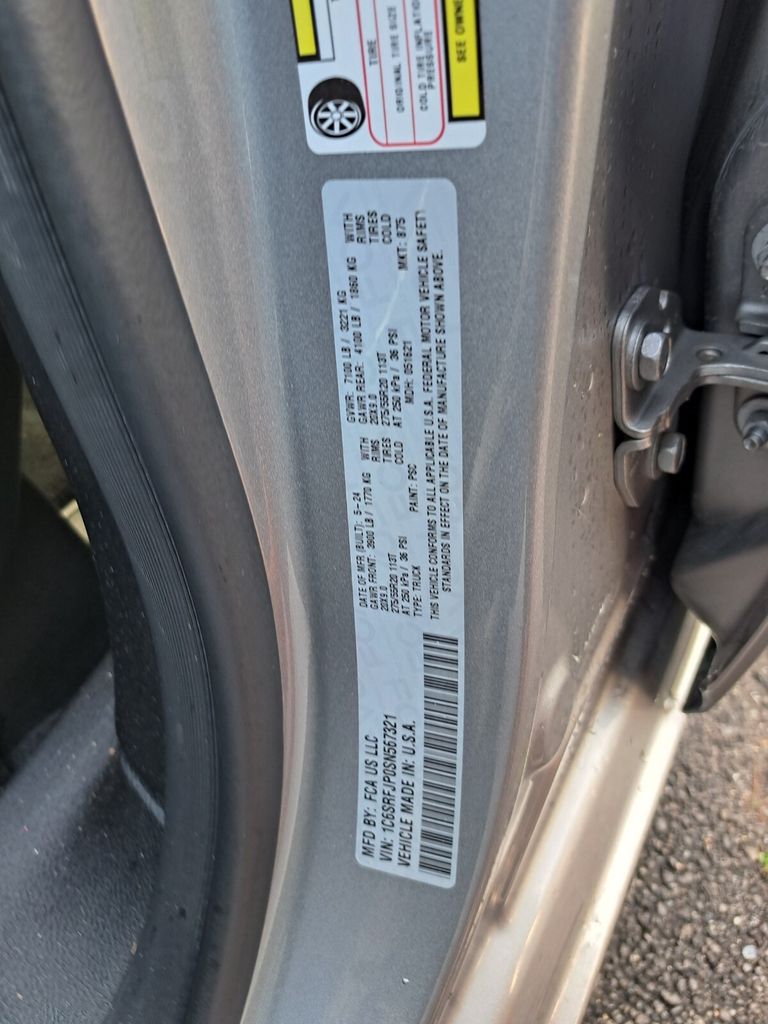 TIRE
ORIGINAL TIRE SIZE
COLD TIRE INFLATION
PRESSURE
SEE OWNE
MFD BY: FCA US LLC
VIN: 1C6SRFJP0SN567321
VEHICLE MADE IN: U.S.A.
DATE OF MFR (BUILT): 5-24 GVWR: 7100 LB / 3221 KG
GAWR FRONT: 3900 LB / 1770 KG WITH GAWR REAR: 4100 LB / 1860 KG WITH
20X9.0 RIMS 20X9.0 RIMS
275/55R20 113T TIRES 275/55R20 113T TIRES
AT 250 kPa / 36 PSI COLD AT 250 kPa / 36 PSI COLD
TYPE: TRUCK PAINT: PSC MDH: 051621 MKT: 875
THIS VEHICLE CONFORMS TO ALL APPLICABLE U.S.A. FEDERAL MOTOR VEHICLE SAFETY
STANDARDS IN EFFECT ON THE DATE OF MANUFACTURE SHOWN ABOVE.